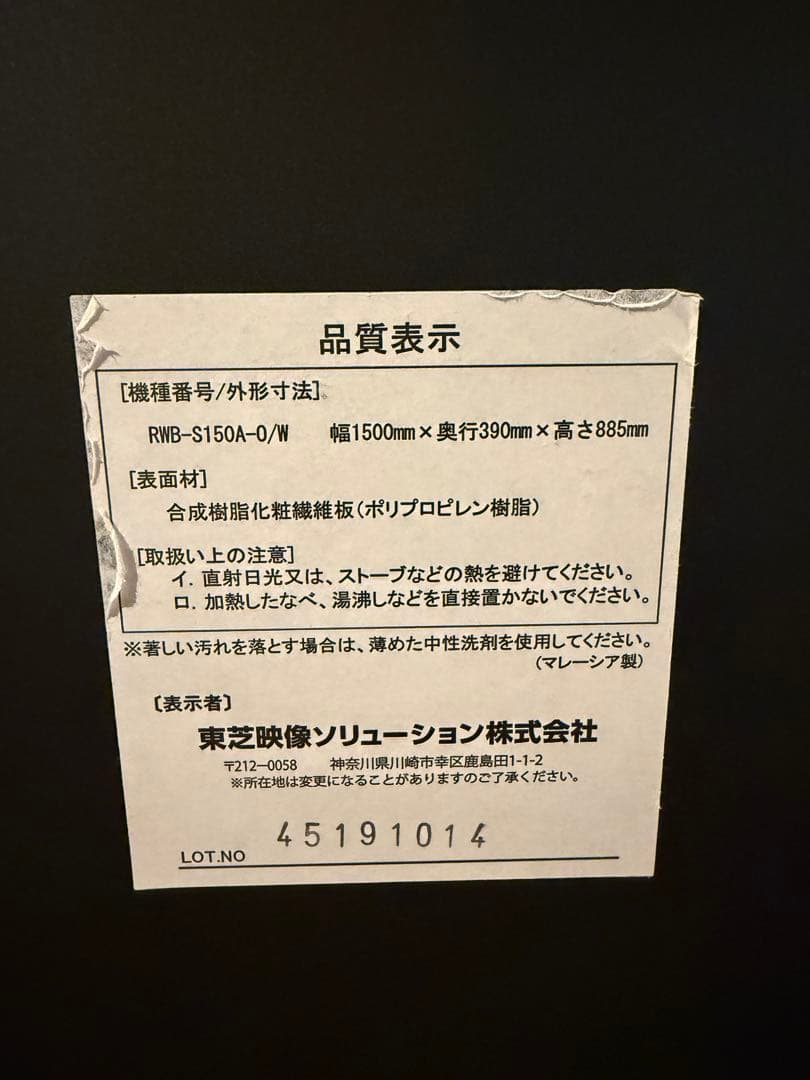 品質表示
[機種番号/外形寸法]
RWB-S150A-O/W 幅1500mm×奥行390mm×高さ885mm
[表面材]
合成樹脂化粧繊維板(ポリプロピレン樹脂)
[取扱い上の注意]
イ. 直射日光又は、ストーブなどの熱を避けてください。
ロ. 加熱したなべ、湯沸しなどを直接置かないでください。
※著しい汚れを落とす場合は、薄めた中性洗剤を使用してください。
(マレーシア製)
〔表示者〕
東芝映像ソリューション株式会社
〒212-0058 神奈川県川崎市幸区鹿島田1-1-2
※所在地は変更になることがありますのご了承ください。
45191014
LOT.NO